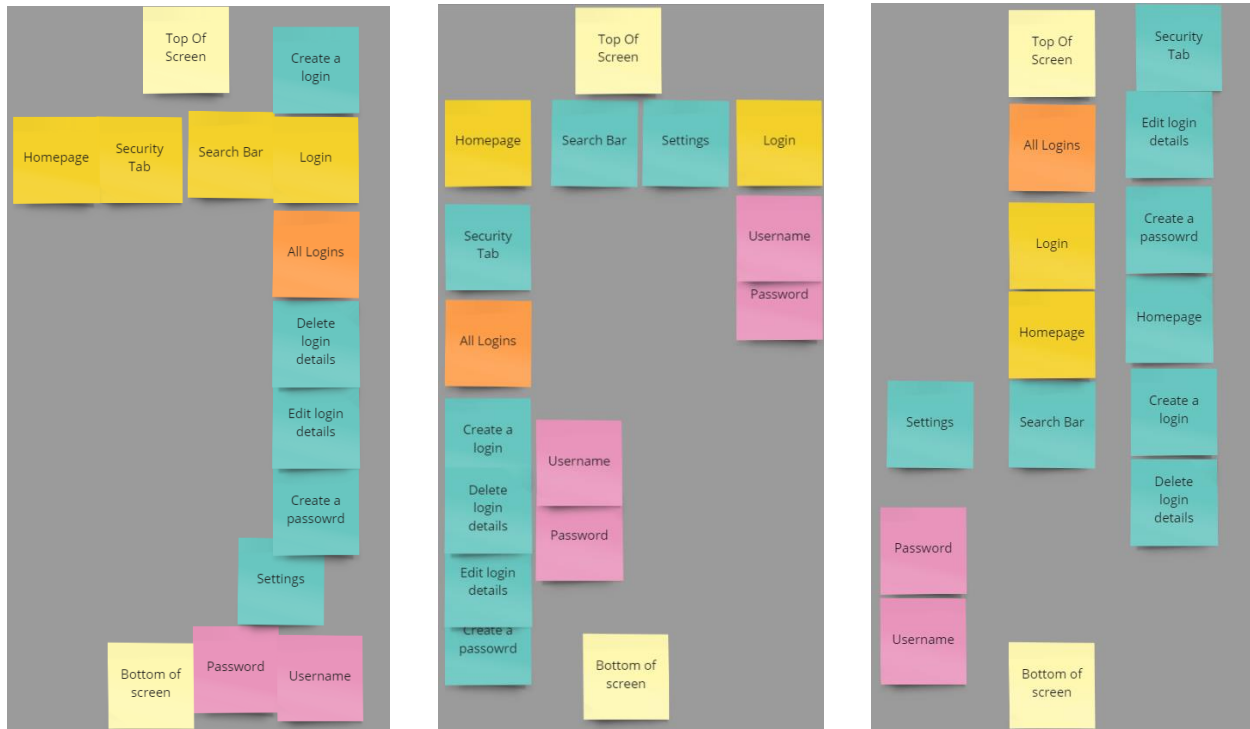 Top Of
Screen
Create a
login
Homepage
Security
Tab
Search Bar
Login
All Logins
Delete
login
details
Edit login
details
Create a
passowrd
Settings
Bottom of
screen
Password
Username
Top Of
Screen
Homepage
Search Bar
Settings
Login
Security
Tab
Username
Password
All Logins
Create a
login
Username
Delete
login
details
Password
Edit login
details
Create a
passowrd
Bottom of
screen
Top Of
Screen
Security
Tab
All Logins
Edit login
details
Login
Create a
passowrd
Homepage
Homepage
Settings
Search Bar
Create a
login
Delete
login
details
Password
Username
Bottom of
screen